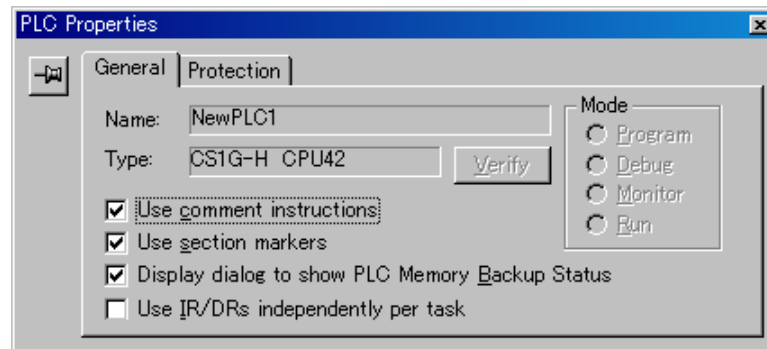 PLC Properties
General Protection
Name: NewPLC1
Type: CS1G-H CPU42 Verify
Mode
Program
Debug
Monitor
Run
Use comment instructions
Use section markers
Display dialog to show PLC Memory Backup Status
Use IR/DRs independently per task